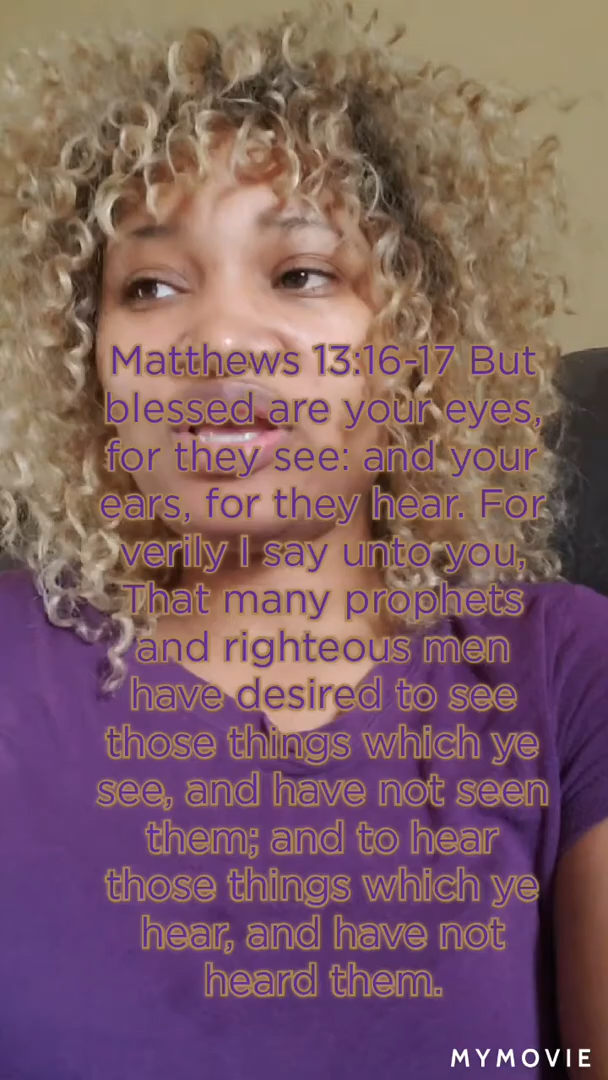 Matthews 13:16-17 But
blessed are your eyes,
for they see: and your
ears, for they hear. For
verily I say unto you,
That many prophets
and righteous men
have desired to see
those things which ye
see, and have not seen
them; and to hear
those things which ye
hear, and have not
heard them.
MYMOVIE